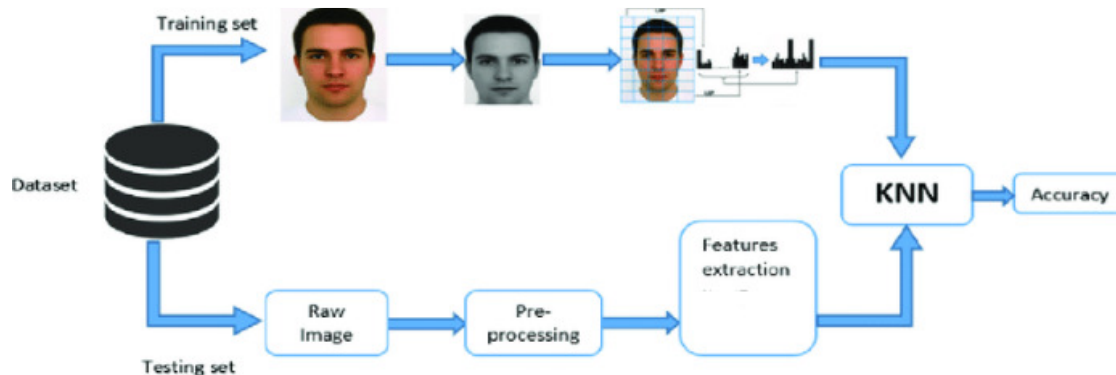 Training set
Dataset
KNN
Accuracy
Features
extraction
Raw
Image
Pre-
processing
Testing set